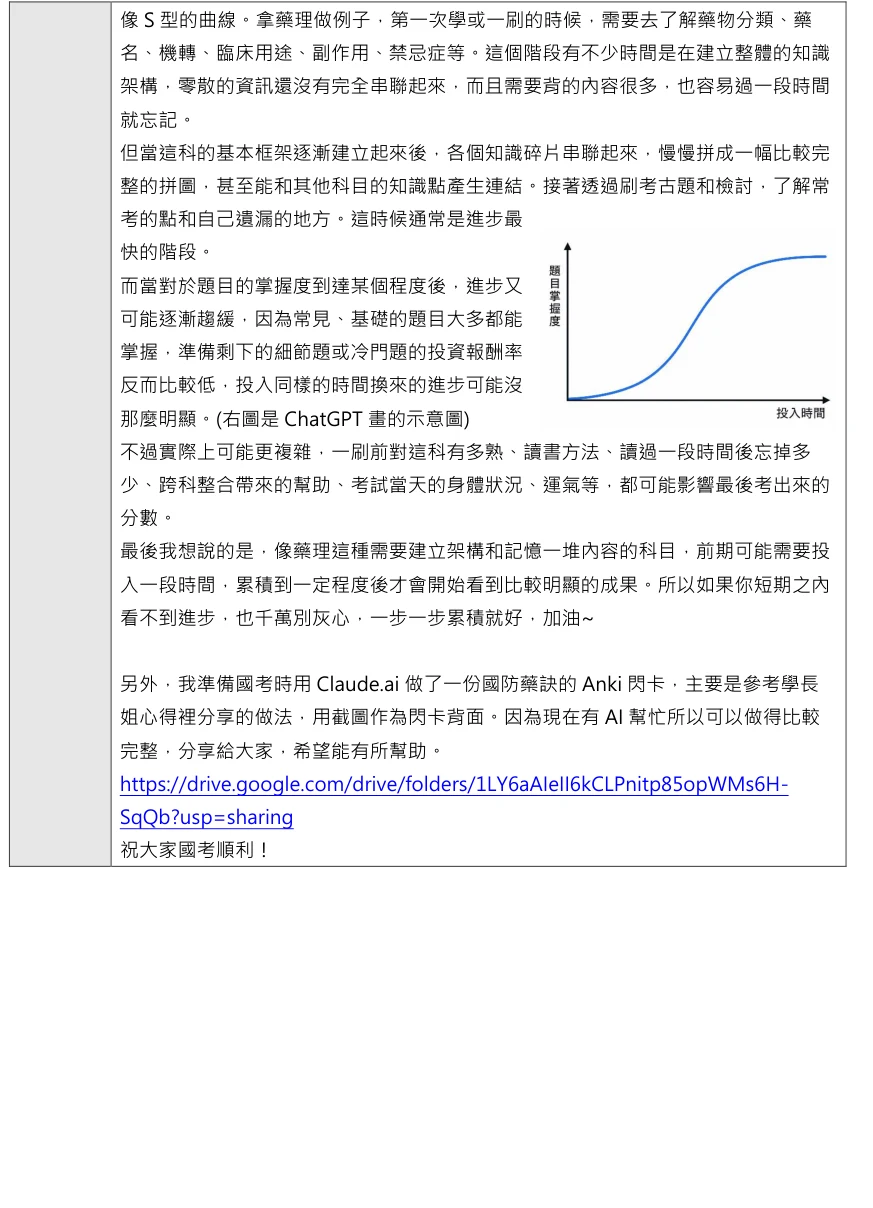 像 S 型的曲線。拿藥理做例子，第一次學或一刷的時候，需要去了解藥物分類、藥
名、機轉、臨床用途、副作用、禁忌症等。這個階段有不少時間是在建立整體的知識
架構，零散的資訊還沒有完全串聯起來，而且需要背的內容很多，也容易過一段時間
就忘記。
但當這科的基本框架逐漸建立起來後，各個知識碎片串聯起來，慢慢拼成一幅比較完
整的拼圖，甚至能和其他科目的知識點產生連結。接著透過刷考古題和檢討，了解常
考的點和自己遺漏的地方。這時候通常是進步最
快的階段。
而當對於題目的掌握度到達某個程度後，進步又
可能逐漸趨緩，因為常見、基礎的題目大多都能
掌握，準備剩下的細節題或冷門題的投資報酬率
反而比較低，投入同樣的時間換來的進步可能沒
那麼明顯。(右圖是 ChatGPT 畫的示意圖)
題目掌握度
投入時間
不過實際上可能更複雜，一刷前對這科有多熟、讀書方法、讀過一段時間後忘掉多
少、跨科整合帶來的幫助、考試當天的身體狀況、運氣等，都可能影響最後考出來的
分數。
最後我想說的是，像藥理這種需要建立架構和記憶一堆內容的科目，前期可能需要投
入一段時間，累積到一定程度後才會開始看到比較明顯的成果。所以如果你短期之內
看不到進步，也千萬別灰心，一步一步累積就好，加油~
另外，我準備國考時用 Claude.ai 做了一份國防藥訣的 Anki 閃卡，主要是參考學長
姐心得裡分享的做法，用截圖作為閃卡背面。因為現在有 AI 幫忙所以可以做得比較
完整，分享給大家，希望能有所幫助。
https://drive.google.com/drive/folders/1LY6aAIeII6kCLPnitp85opWMs6H-
SqQb?usp=sharing
祝大家國考順利！